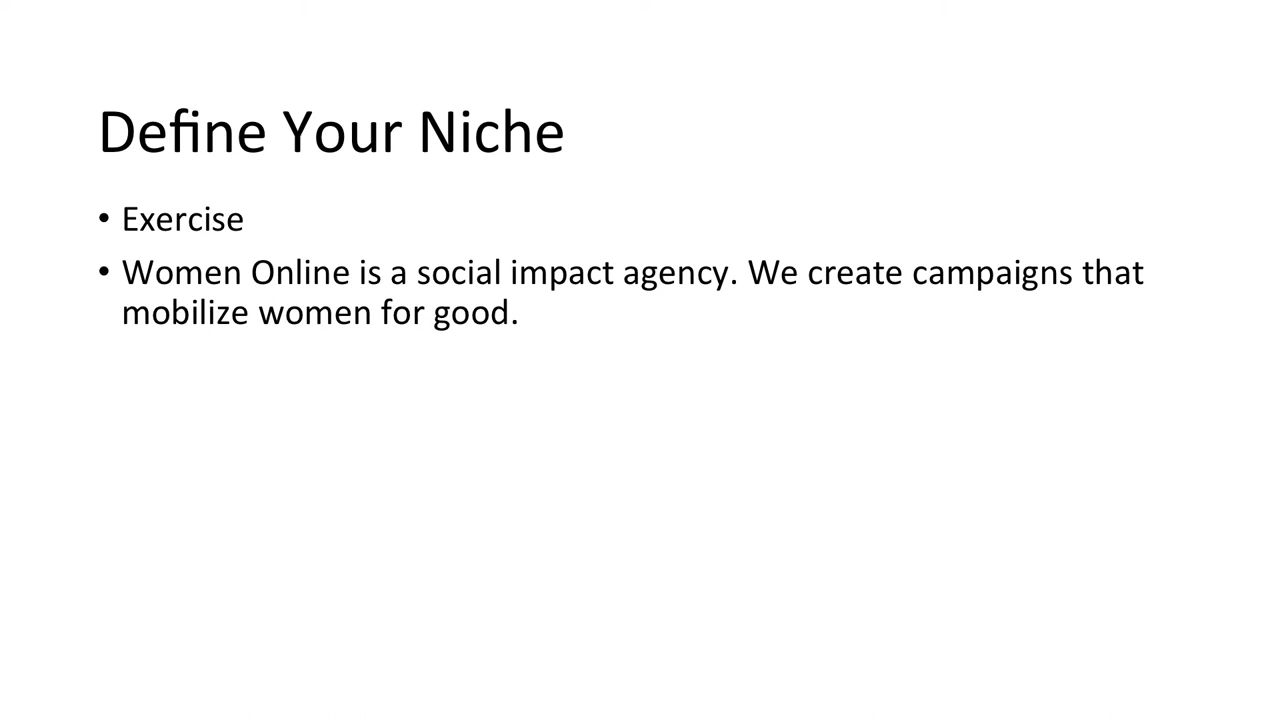 Define Your Niche
• Exercise
• Women Online is a social impact agency. We create campaigns that
mobilize women for good.